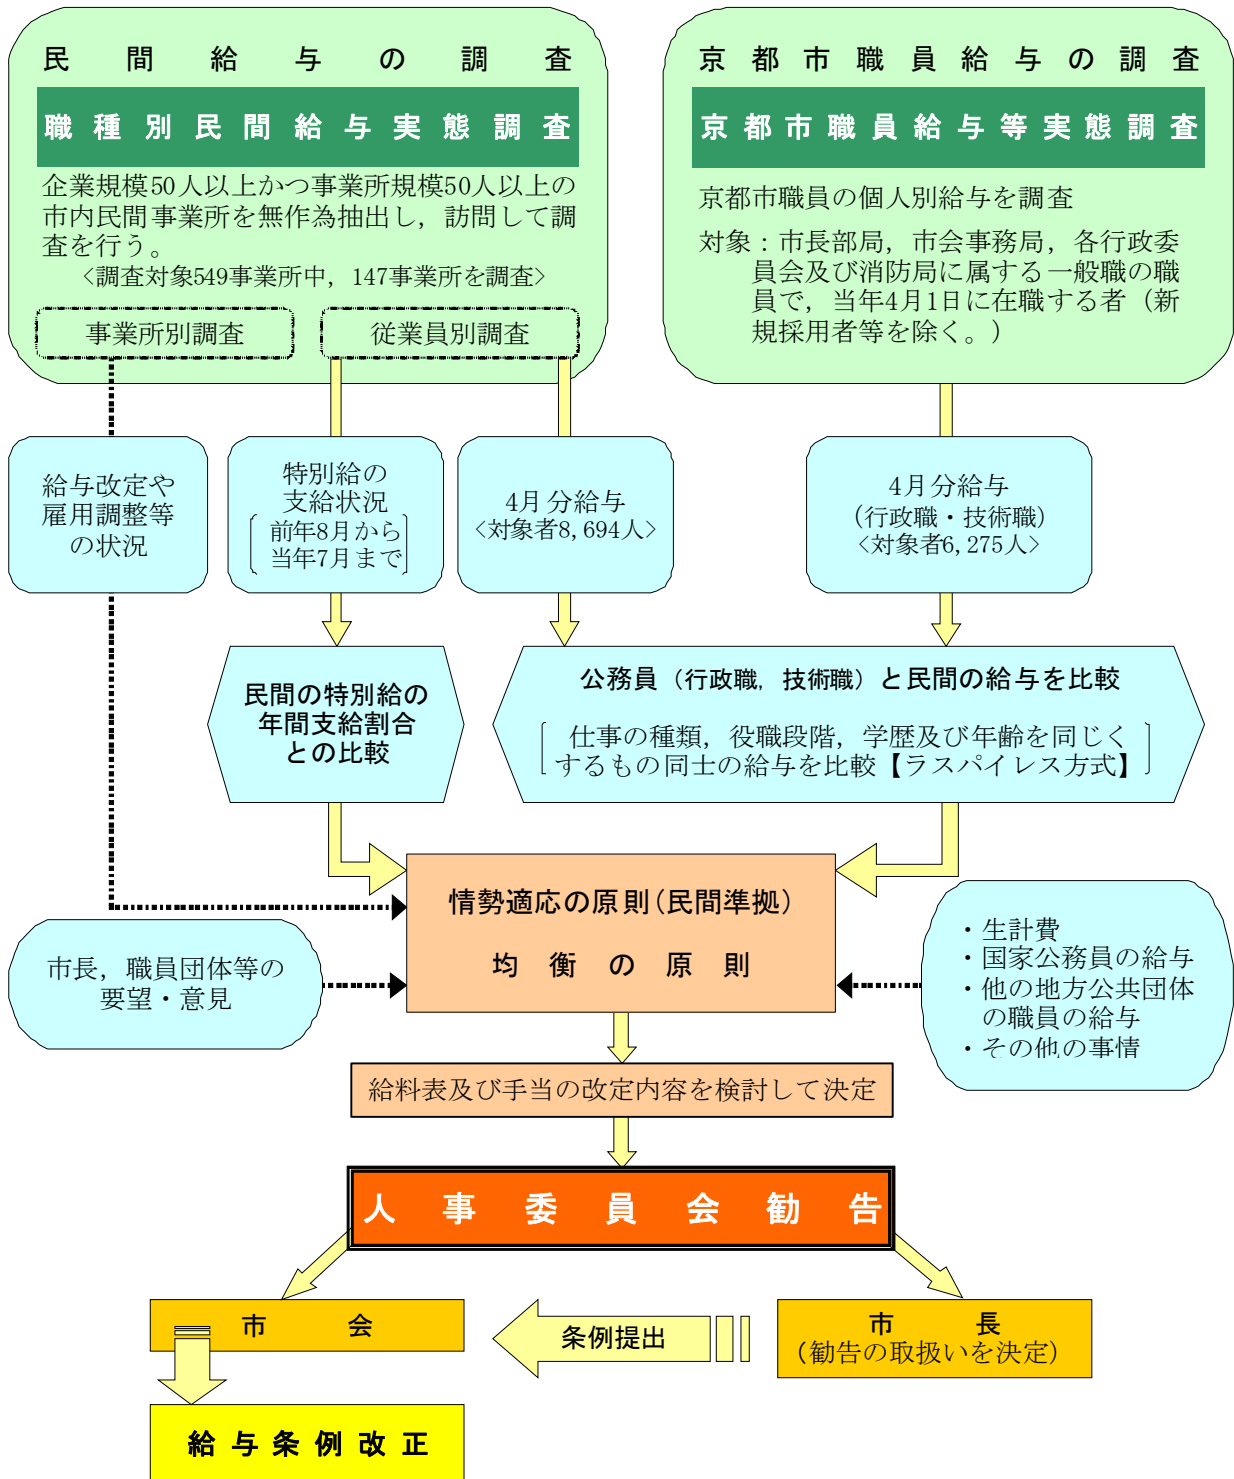 民間給与の調査
職種別民間給与実態調査
企業規模50人以上かつ事業所規模50人以上の
市内民間事業所を無作為抽出し，訪問して調
査を行う。
<調査対象549事業所中，147事業所を調査>
事業所別調査
従業員別調査
京都市職員給与の調査
京都市職員給与等実態調査
京都市職員の個人別給与を調査
対象：市長部局，市会事務局，各行政委
員会及び消防局に属する一般職の職
員で，当年4月1日に在職する者（新
規採用者等を除く。）
給与改定や
雇用調整等
の状況
特別給の
支給状況
前年8月から
当年7月まで
4月分給与
<対象者8,694人>
4月分給与
(行政職・技術職)
<対象者6,275人>
民間の特別給の
年間支給割合
との比較
公務員（行政職，技術職）と民間の給与を比較
仕事の種類，役職段階，学歴及び年齢を同じく
するもの同士の給与を比較【ラスパイレス方式】
情勢適応の原則(民間準拠)
均衡の原則
市長，職員団体等の
要望・意見
・生計費
・国家公務員の給与
・他の地方公共団体
の職員の給与
・その他の事情
給料表及び手当の改定内容を検討して決定
人事委員会勧告
市会
条例提出
市長
(勧告の取扱いを決定)
給与条例改正